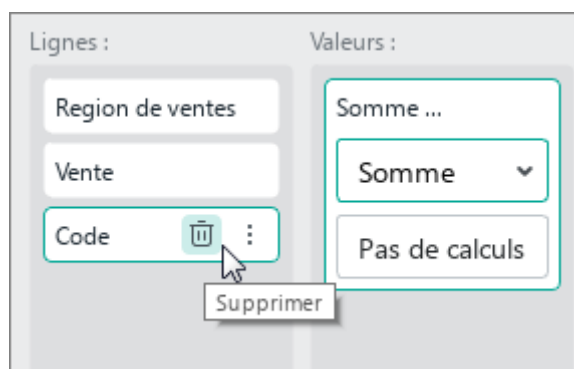 Lignes :
Region de ventes
Vente
Code
Supprimer
Valeurs :
Somme ...
Somme
Pas de calculs